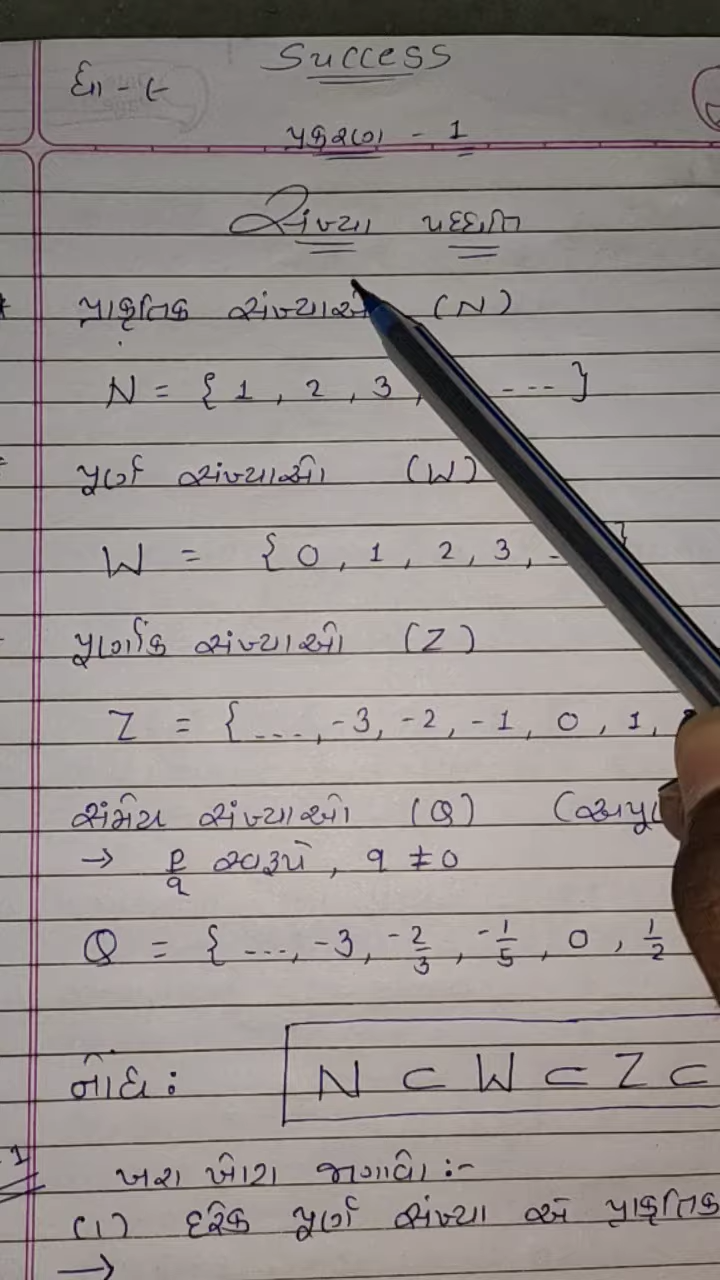 Success
ધો - ૯
પ્રકરણ - 1
સંખ્યા પદ્ધતિ
પ્રાકૃતિક સંખ્યાઓ (N)
N = { 1 , 2 , 3 , --- }
પૂર્ણ સંખ્યાઓ (W)
W = { 0 , 1 , 2 , 3 , - }
પૂર્ણાંક સંખ્યાઓ (Z)
Z = { ---, -3, -2, -1, 0, 1,
સંમેય સંખ્યાઓ (Q)
→ p/q સ્વરૂપે, q ≠ 0
Q = { ---, -3, -2/3, -1/5, 0, 1/2
નોંધ: N ⊂ W ⊂ Z ⊂
ખરા ખોટા જણાવો :-
(1) દરેક પૂર્ણ સંખ્યા એ પ્રાકૃતિક
→